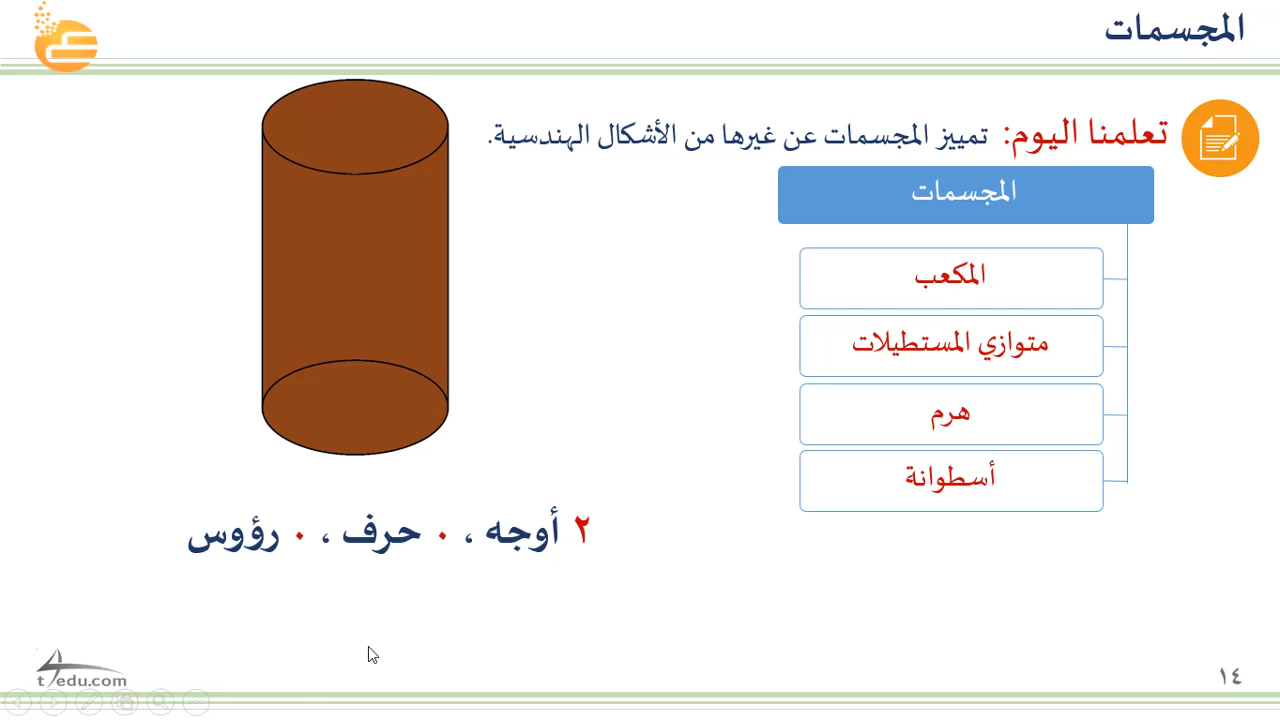 المجسمات
تعلمنا اليوم: تمييز المجسمات عن غيرها من الأشكال الهندسية.
المجسمات
المكعب
متوازي المستطيلات
هرم
أسطوانة
٢ أوجه ، ٠ حرف ، ٠ رؤوس
t4edu.com
١٤